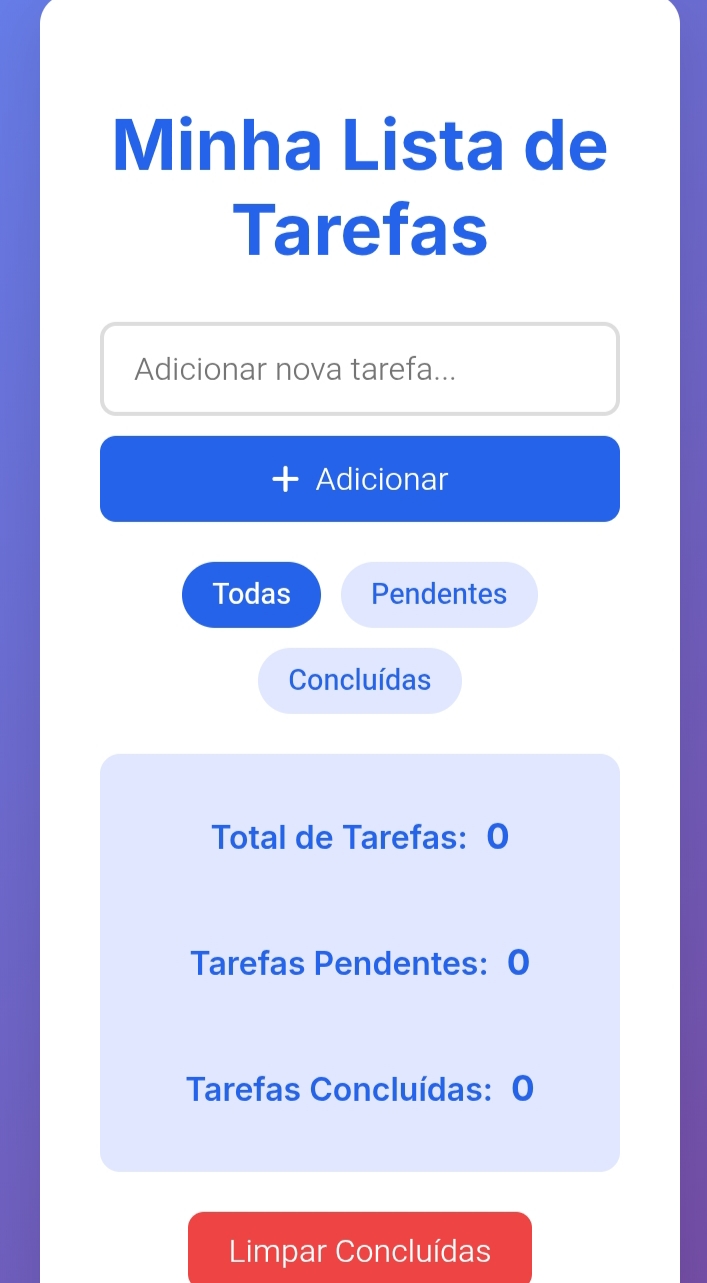 Minha Lista de
Tarefas
Adicionar nova tarefa...
+ Adicionar
Todas Pendentes
Concluídas
Total de Tarefas: 0
Tarefas Pendentes: 0
Tarefas Concluídas: 0
Limpar Concluídas